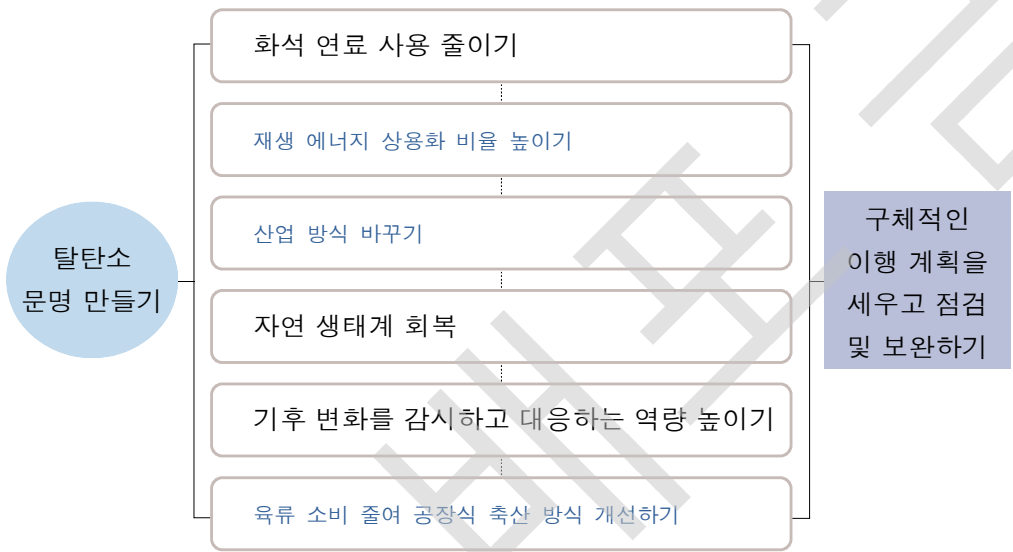 화석 연료 사용 줄이기
재생 에너지 상용화 비율 높이기
산업 방식 바꾸기
탈탄소
문명 만들기
자연 생태계 회복
기후 변화를 감시하고 대응하는 역량 높이기
육류 소비 줄여 공장식 축산 방식 개선하기
구체적인
이행 계획을
세우고 점검
및 보완하기